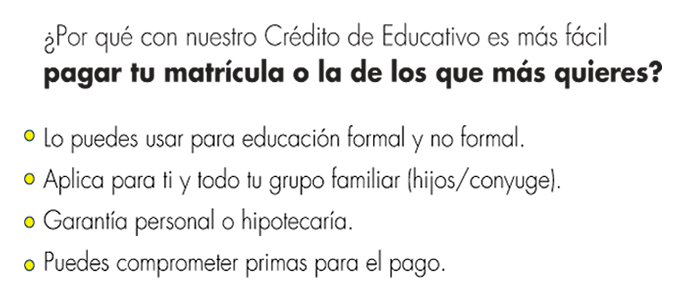 ¿Por qué con nuestro Crédito de Educativo es más fácil
pagar tu matrícula o la de los que más quieres?
Lo puedes usar para educación formal y no formal.
Aplica para ti y todo tu grupo familiar (hijos/conyuge).
Garantía personal o hipotecaría.
Puedes comprometer primas para el pago.